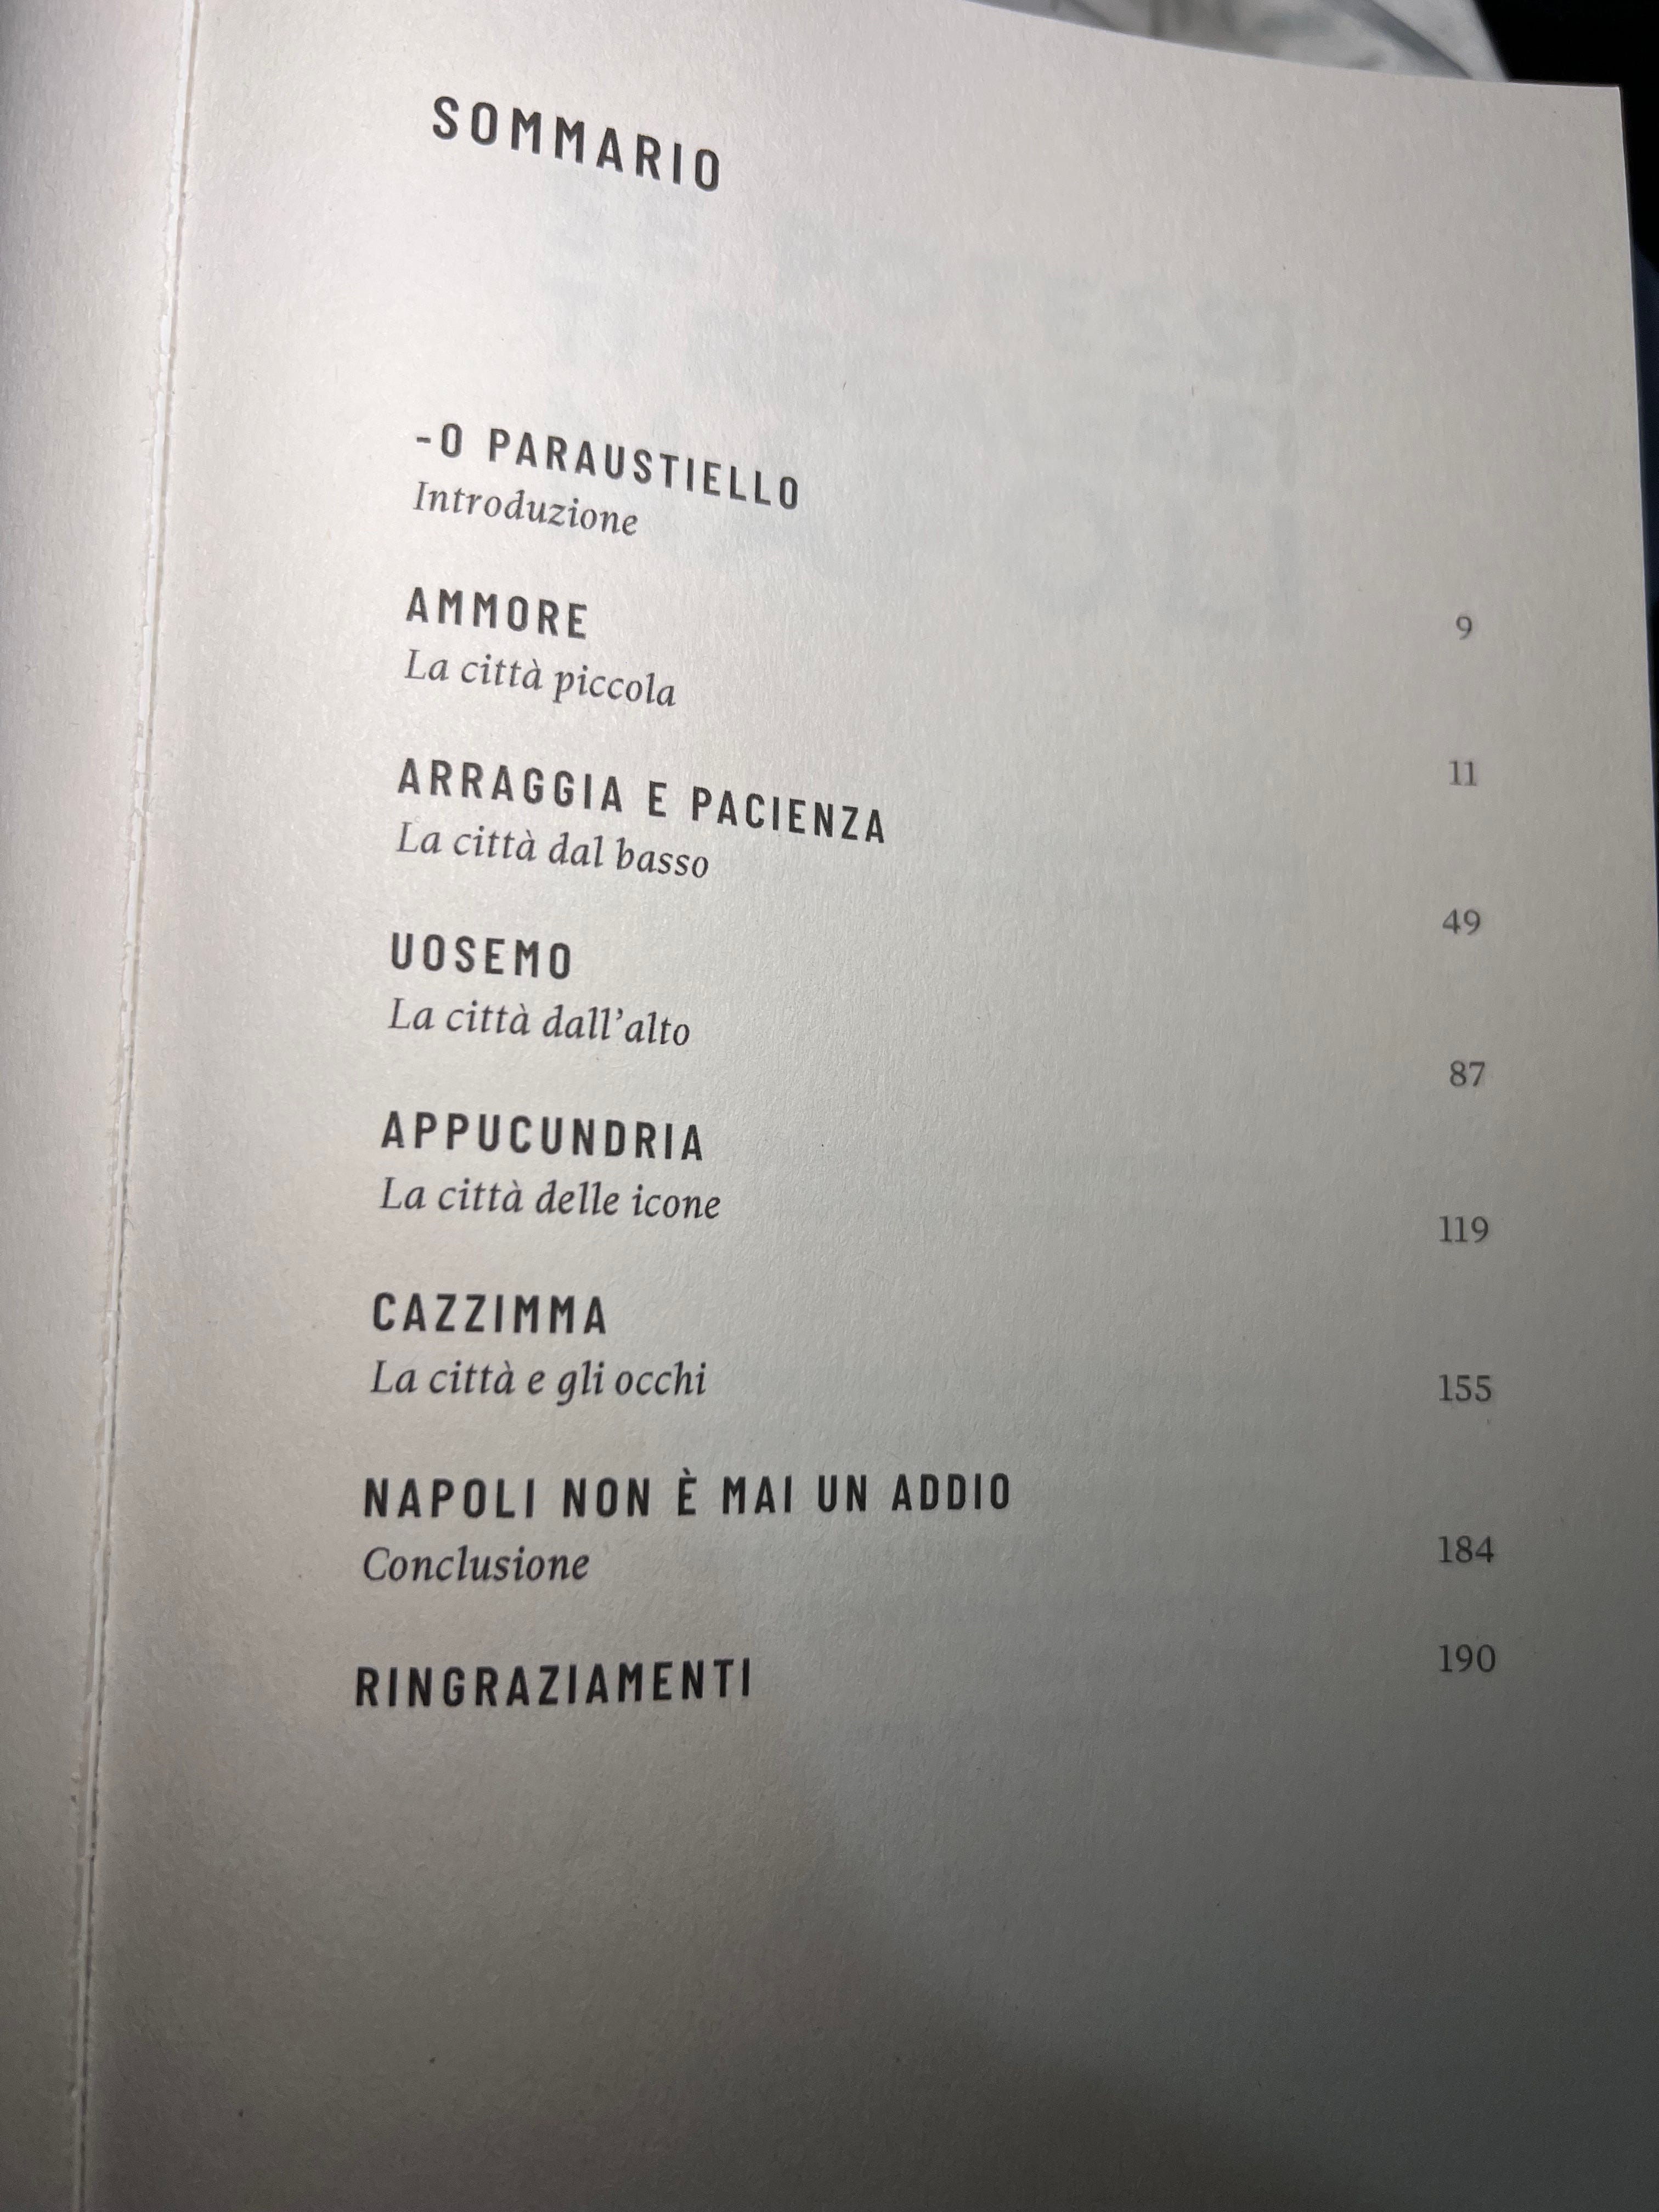 SOMMARIO
-O PARAUSTIELLO
Introduzione 9
AMMORE
La città piccola 11
ARRAGGIA E PACIENZA
La città dal basso 49
UOSEMO
La città dall'alto 87
APPUCUNDRIA
La città delle icone 119
CAZZIMMA
La città e gli occhi 155
NAPOLI NON È MAI UN ADDIO
Conclusione 184
RINGRAZIAMENTI 190